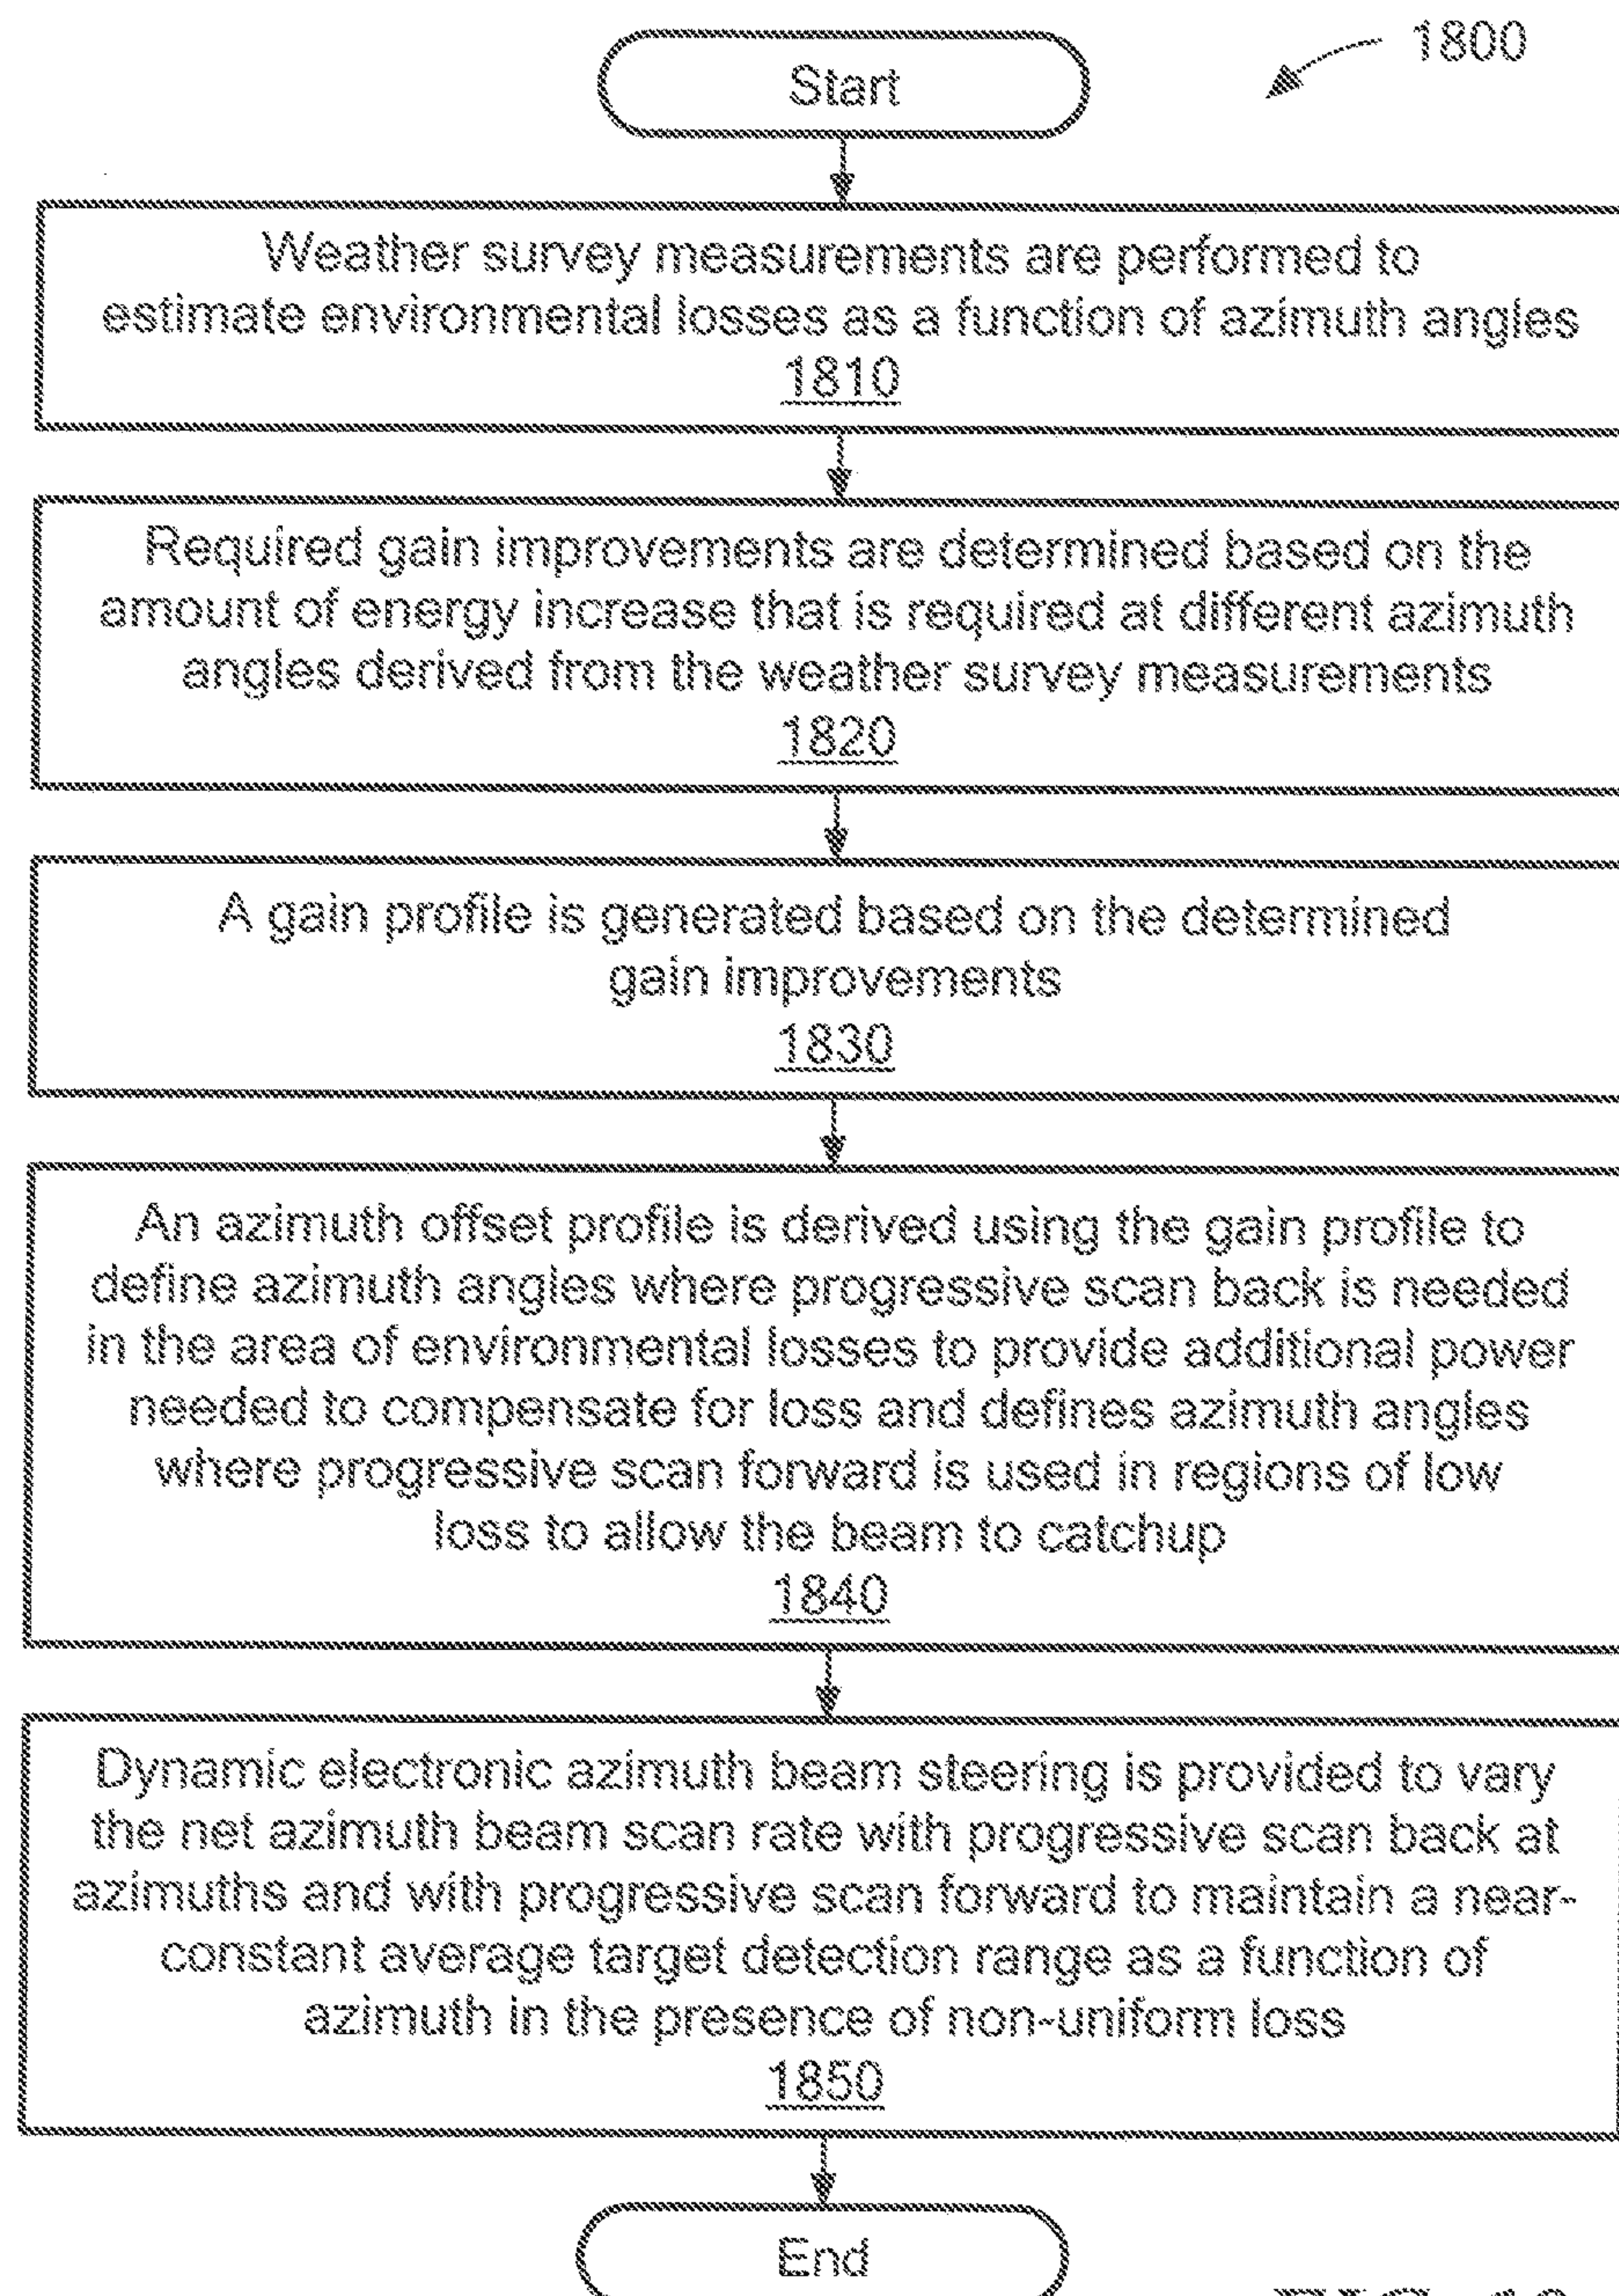 1800
Start
Weather survey measurements are performed to
estimate environmental losses as a function of azimuth angles
1810
Required gain improvements are determined based on the
amount of energy increase that is required at different azimuth
angles derived from the weather survey measurements
1820
A gain profile is generated based on the determined
gain improvements
1830
An azimuth offset profile is derived using the gain profile to
define azimuth angles where progressive scan back is needed
in the area of environmental losses to provide additional power
needed to compensate for loss and defines azimuth angles
where progressive scan forward is used in regions of low
loss to allow the beam to catchup
1840
Dynamic electronic azimuth beam steering is provided to vary
the net azimuth beam scan rate with progressive scan back at
azimuths and with progressive scan forward to maintain a near-
constant average target detection range as a function of
azimuth in the presence of non-uniform loss
1850
End